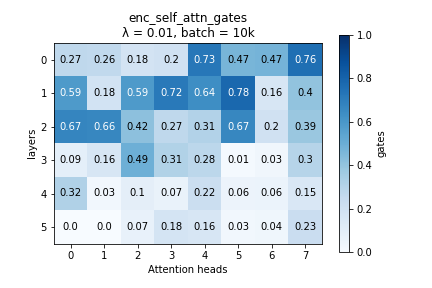 enc_self_attn_gates
λ = 0.01, batch = 10k
layers
0 0.27 0.26 0.18 0.2 0.73 0.47 0.47 0.76
1 0.59 0.18 0.59 0.72 0.64 0.78 0.16 0.4
2 0.67 0.66 0.42 0.27 0.31 0.67 0.2 0.39
3 0.09 0.16 0.49 0.31 0.28 0.01 0.03 0.3
4 0.32 0.03 0.1 0.07 0.22 0.06 0.06 0.15
5 0.0 0.0 0.07 0.18 0.16 0.03 0.04 0.23
0 1 2 3 4 5 6 7
Attention heads
1.0
0.8
0.6
0.4
0.2
0.0
gates